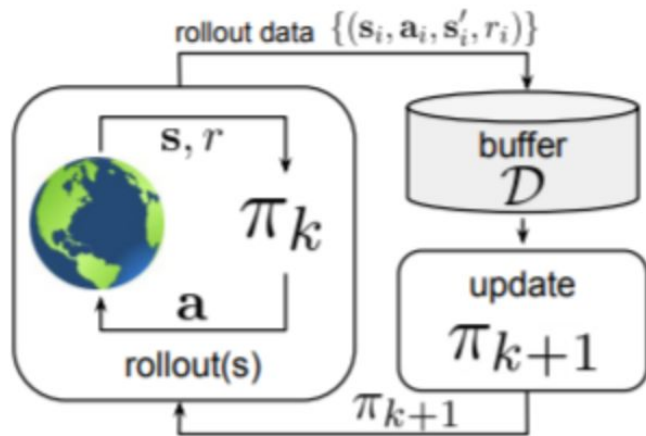 rollout data {(s_i, a_i, s'_i, r_i)}
s, r
π_k
a
rollout(s)
buffer
𝒟
update
π_{k+1}
π_{k+1}